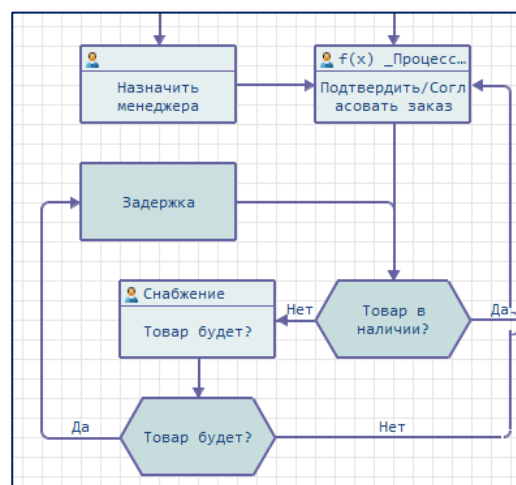 f(x) _Процесс…
Назначить
менеджера
Подтвердить/Согл
асовать заказ
Задержка
Снабжение
Нет
Товар в
наличии?
Да
Товар будет?
Да
Товар будет?
Нет